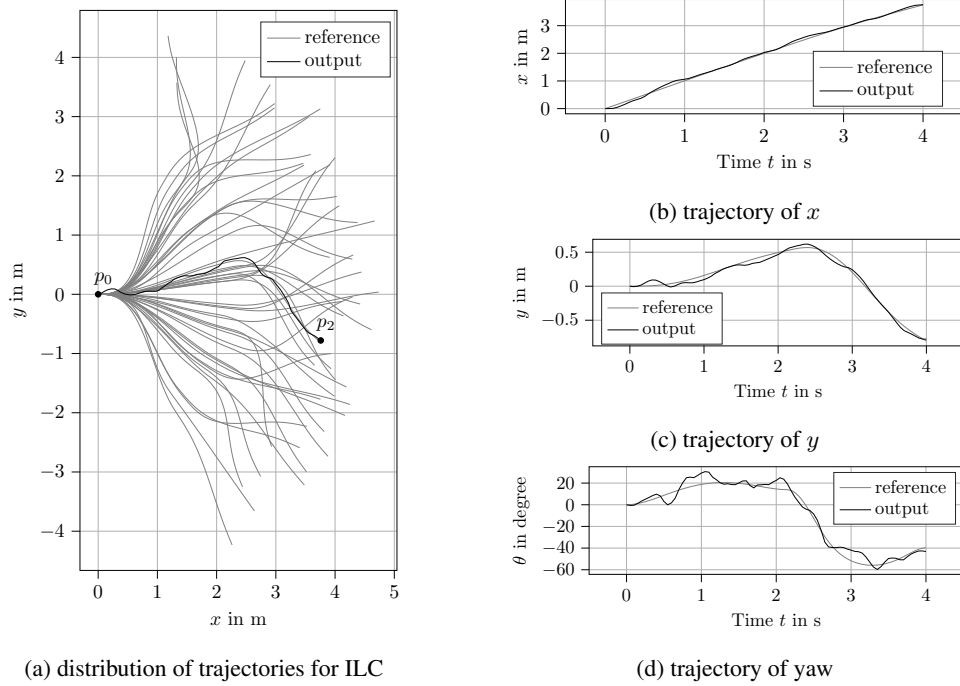 4
3
2
1
0
−1
−2
−3
−4
y in m
reference
output
p0
p2
0 1 2 3 4 5
x in m
(a) distribution of trajectories for ILC
3
2
1
0
x in m
reference
output
0 1 2 3 4
Time t in s
(b) trajectory of x
0.5
0
−0.5
y in m
reference
output
0 1 2 3 4
Time t in s
(c) trajectory of y
20
0
−20
−40
−60
θ in degree
reference
output
0 1 2 3 4
Time t in s
(d) trajectory of yaw